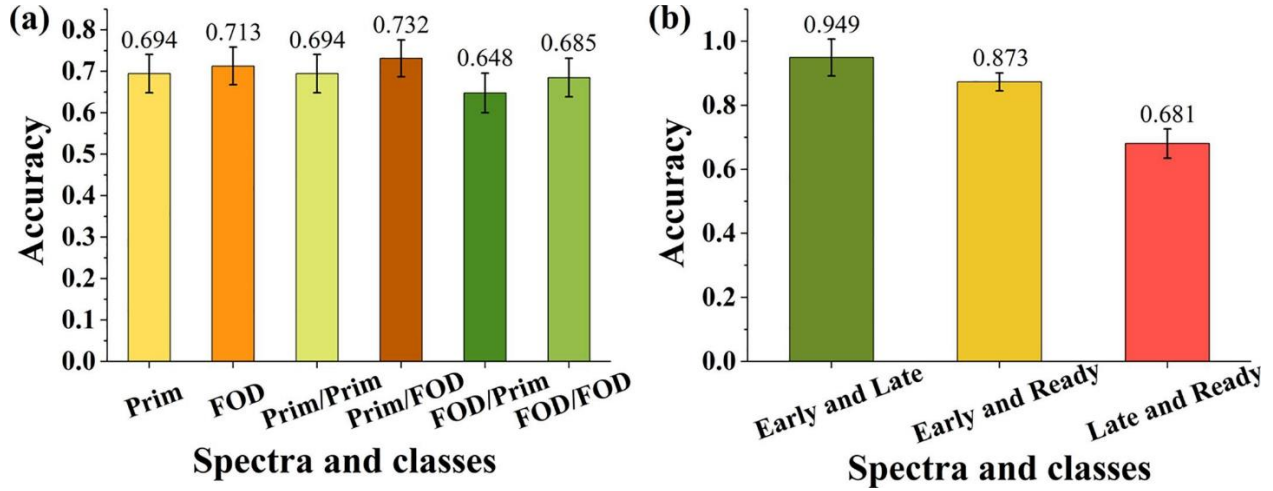 (a)
Accuracy
0.8
0.7
0.6
0.5
0.4
0.3
0.2
0.1
0.0
0.694
0.713
0.694
0.732
0.648
0.685
Prim
FOD
Prim/Prim
Prim/FOD
FOD/Prim
FOD/FOD
Spectra and classes
(b)
Accuracy
1.0
0.8
0.6
0.4
0.2
0.0
0.949
0.873
0.681
Early and Late
Early and Ready
Late and Ready
Spectra and classes